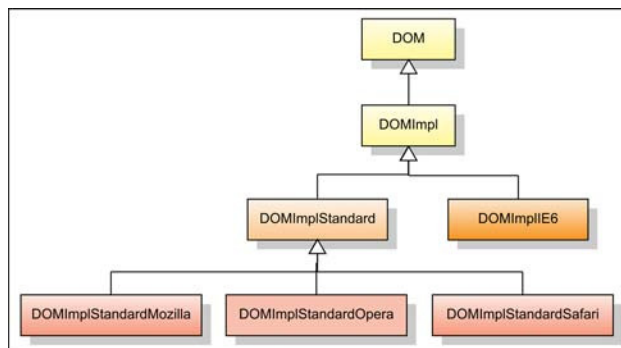 DOM
DOMImpl
DOMImplStandard
DOMImplIE6
DOMImplStandardMozilla
DOMImplStandardOpera
DOMImplStandardSafari